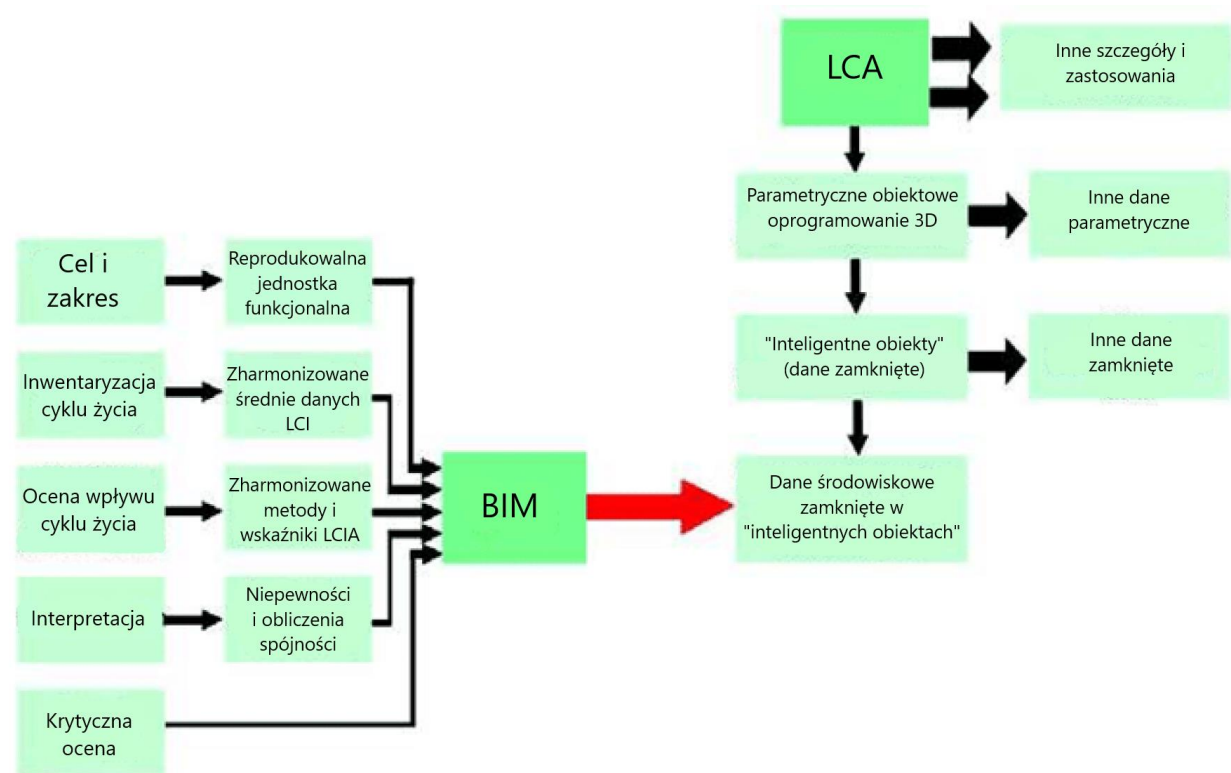 LCA
Inne szczegóły i
zastosowania
Parametryczne obiektowe
oprogramowanie 3D
Inne dane
parametryczne
Cel i
zakres
Reprodukowalna
jednostka
funkcjonalna
"Inteligentne obiekty"
(dane zamknięte)
Inne dane
zamknięte
Inwentaryzacja
cyklu życia
Zharmonizowane
średnie danych
LCI
Ocena wpływu
cyklu życia
Zharmonizowane
metody i
wskaźniki LCIA
BIM
Dane środowiskowe
zamknięte w
"inteligentnych obiektach"
Interpretacja
Niepewności
i obliczenia
spójności
Krytyczna
ocena